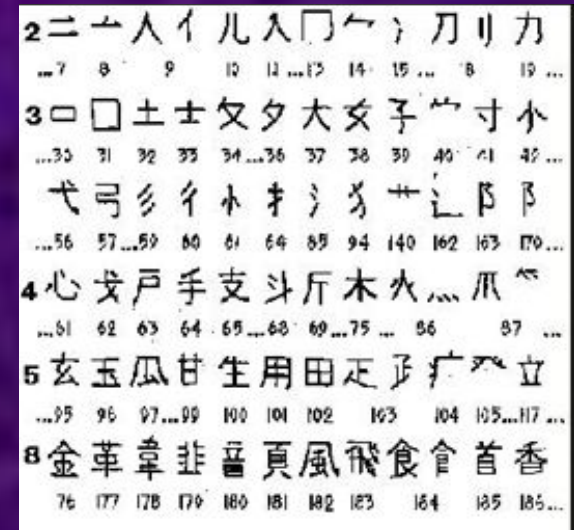 2 二 亠 人 亻 儿 入 冂 𠂉 冫 刀 刂 力
...7 8 9 10 11 ...13 14 15 ... 18 19 ...
3 口 囗 土 士 夂 夕 大 女 子 宀 寸 小
...30 31 32 33 34...36 37 38 39 40 41 42 ...
弋 弓 彡 彳 忄 扌 氵 犭 艹 辶 阝 阝
...56 57...59 60 61 64 85 94 140 162 163 170...
4 心 戈 戸 手 支 斗 斤 木 火 灬 爪 爫
...61 62 63 64 65...68 69...75 ... 86 87 ...
5 玄 玉 瓜 甘 生 用 田 疋 疒 癶 立
...95 96 97...99 100 101 102 103 104 105...117 ...
8 金 革 韋 韭 音 頁 風 飛 食 飠 首 香
177 178 179 180 181 182 183 184 185 186...